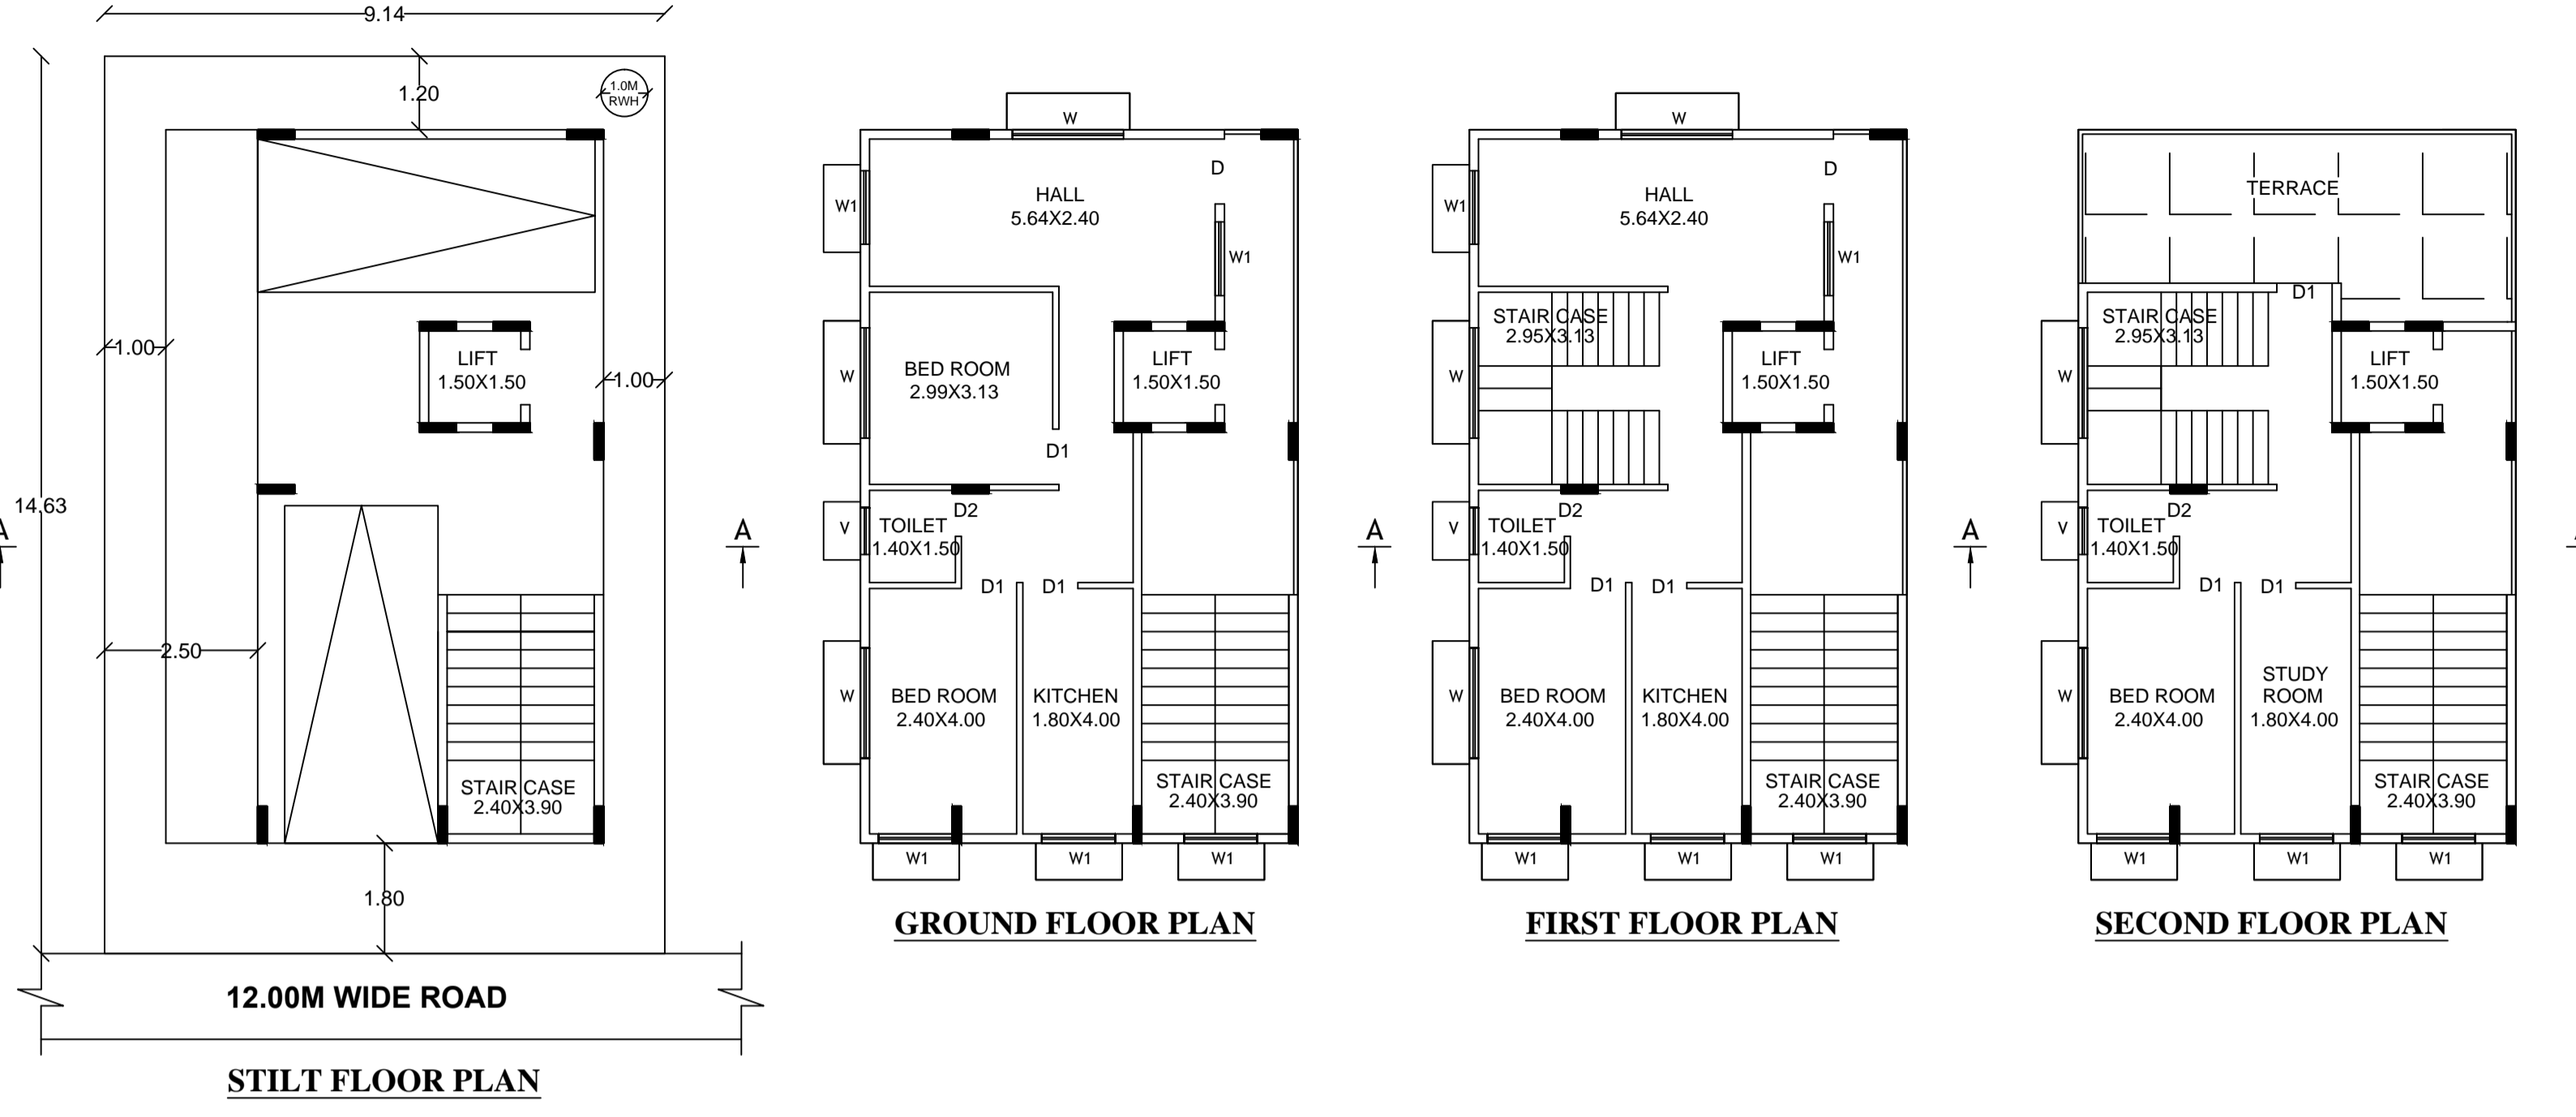 9.14
1.20
1.0M
RWH
1.00
LIFT
1.50X1.50
1.00
14.63
A
2.50
STAIR CASE
2.40X3.90
1.80
12.00M WIDE ROAD
STILT FLOOR PLAN
W
D
W1
HALL
5.64X2.40
W1
BED ROOM
2.99X3.13
W
LIFT
1.50X1.50
D1
D2
V
TOILET
1.40X1.50
A
D1
D1
W
BED ROOM
2.40X4.00
KITCHEN
1.80X4.00
STAIR CASE
2.40X3.90
W1
W1
W1
GROUND FLOOR PLAN
W
D
W1
HALL
5.64X2.40
W1
STAIR CASE
2.95X3.13
W
LIFT
1.50X1.50
D2
V
TOILET
1.40X1.50
A
D1
D1
W
BED ROOM
2.40X4.00
KITCHEN
1.80X4.00
STAIR CASE
2.40X3.90
W1
W1
W1
FIRST FLOOR PLAN
TERRACE
D1
STAIR CASE
2.95X3.13
W
LIFT
1.50X1.50
D2
V
TOILET
1.40X1.50
A
D1
D1
W
BED ROOM
2.40X4.00
STUDY
ROOM
1.80X4.00
STAIR CASE
2.40X3.90
W1
W1
W1
SECOND FLOOR PLAN